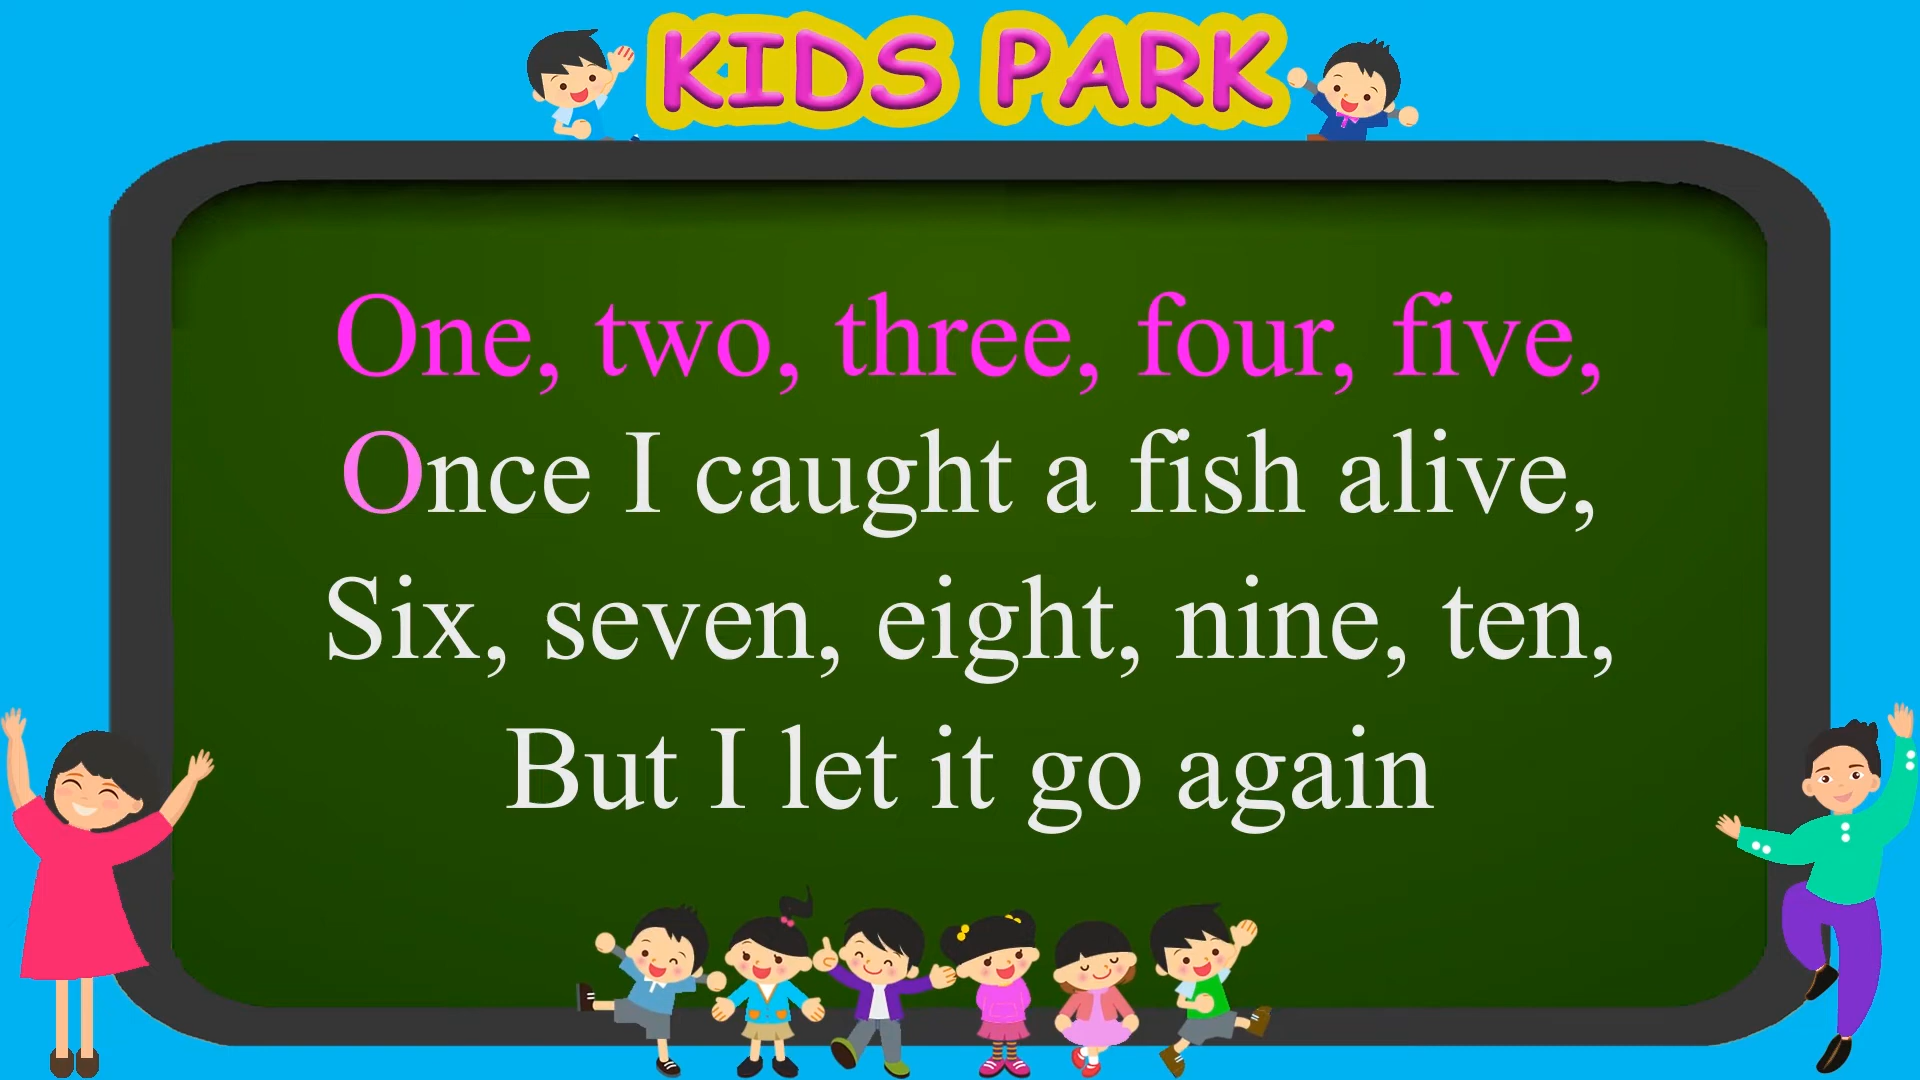 KIDS PARK
One, two, three, four, five,
Once I caught a fish alive,
Six, seven, eight, nine, ten,
But I let it go again